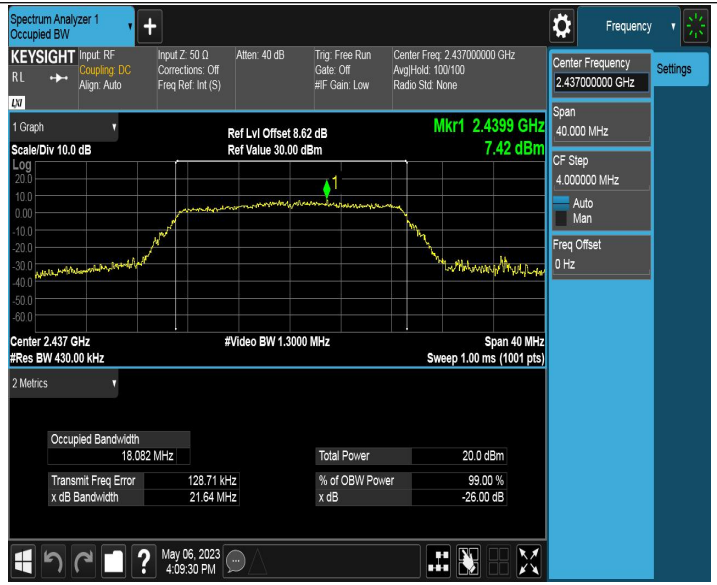 Spectrum Analyzer 1
Occupied BW
+
Frequency
KEYSIGHT
RL
LXI
Input: RF
Coupling: DC
Align: Auto
Input Z: 50 Ω
Corrections: Off
Freq Ref: Int (S)
Atten: 40 dB
Trig: Free Run
Gate: Off
#IF Gain: Low
Center Freq: 2.437000000 GHz
Avg|Hold: 100/100
Radio Std: None
Center Frequency
2.437000000 GHz
Settings
Span
40.000 MHz
CF Step
4.000000 MHz
Auto
Man
Freq Offset
0 Hz
1 Graph
Scale/Div 10.0 dB
Ref Lvl Offset 8.62 dB
Ref Value 30.00 dBm
Mkr1 2.4399 GHz
7.42 dBm
Log
20.0
10.0
0.00
-10.0
-20.0
-30.0
-40.0
-50.0
-60.0
1
Center 2.437 GHz
#Res BW 430.00 kHz
#Video BW 1.3000 MHz
Span 40 MHz
Sweep 1.00 ms (1001 pts)
2 Metrics
Occupied Bandwidth
18.082 MHz
Total Power 20.0 dBm
Transmit Freq Error 128.71 kHz
% of OBW Power 99.00 %
x dB Bandwidth 21.64 MHz
x dB -26.00 dB
?
May 06, 2023
4:09:30 PM